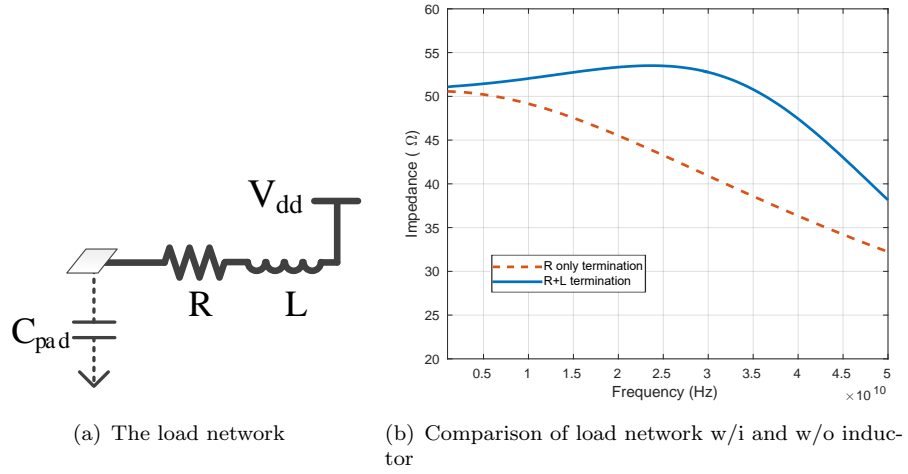 V_dd
R
L
C_pad
(a) The load network
60
55
50
45
40
35
30
25
20
Impedance ( Ω)
R only termination
R+L termination
0.5 1 1.5 2 2.5 3 3.5 4 4.5 5
Frequency (Hz)
×10^10
(b) Comparison of load network w/i and w/o induc-
tor